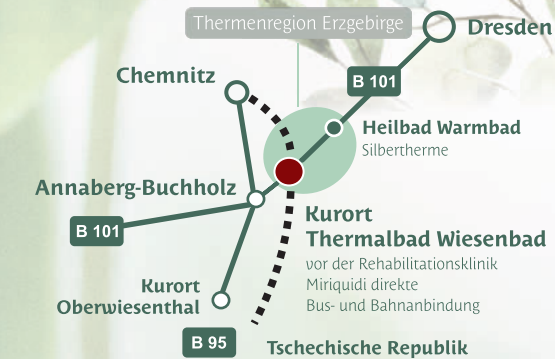 Thermenregion Erzgebirge
Dresden
Chemnitz
B 101
Heilbad Warmbad
Silbertherme
Annaberg-Buchholz
B 101
Kurort
Thermalbad Wiesenbad
vor der Rehabilitationsklinik
Miriquidi direkte
Bus- und Bahnanbindung
Kurort
Oberwiesenthal
B 95
Tschechische Republik